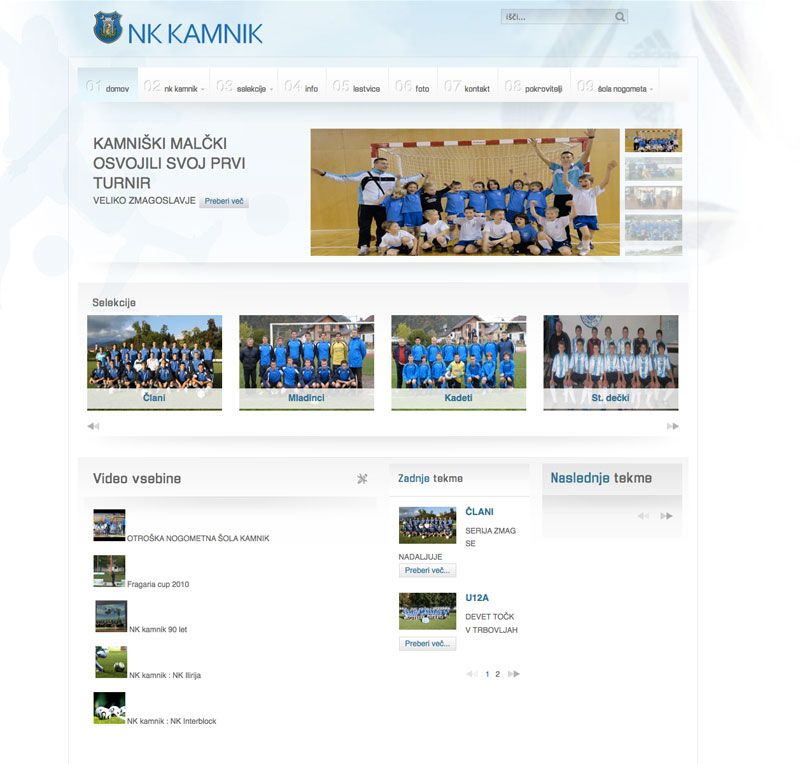 NK KAMNIK
išči...
adidas
01 domov
02 nk kamnik
03 selekcije
04 info
05 lestvice
06 foto
07 kontakt
08 pokrovitelji
09 šola nogometa
KAMNIŠKI MALČKI
OSVOJILI SVOJ PRVI
TURNIR
VELIKO ZMAGOSLAVJE Preberi več
Selekcije
Člani
Mladinci
Kadeti
St. dečki
Video vsebine
OTROŠKA NOGOMETNA ŠOLA KAMNIK
Fragaria cup 2010
NK kamnik 90 let
NK kamnik : NK Ilirija
NK kamnik : NK Interblock
Zadnje tekme
ČLANI
SERIJA ZMAG
SE
NADALJUJE
Preberi več...
U12A
DEVET TOČK
V TRBOVLJAH
Preberi več...
1 2
Naslednje tekme